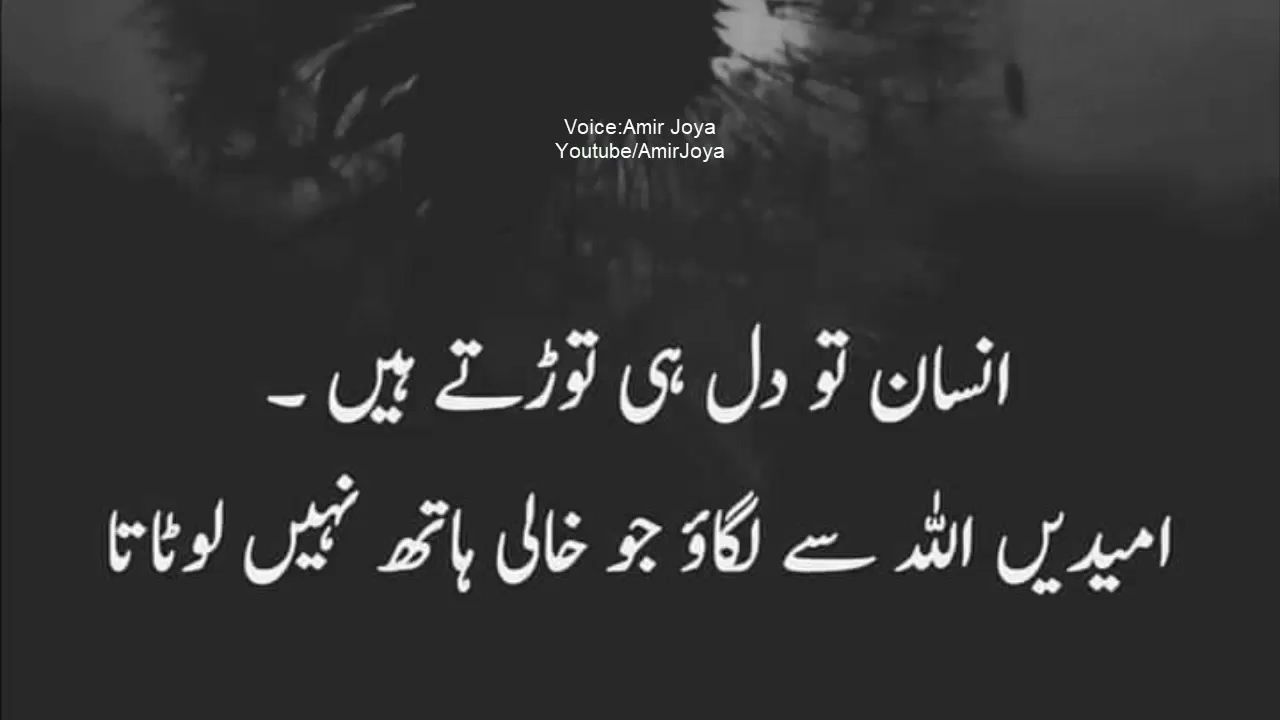 Voice:Amir Joya
Youtube/AmirJoya
انسان تو دل ہی توڑتے ہیں ۔
امیدیں اللہ سے لگاؤ جو خالی ہاتھ نہیں لوٹاتا